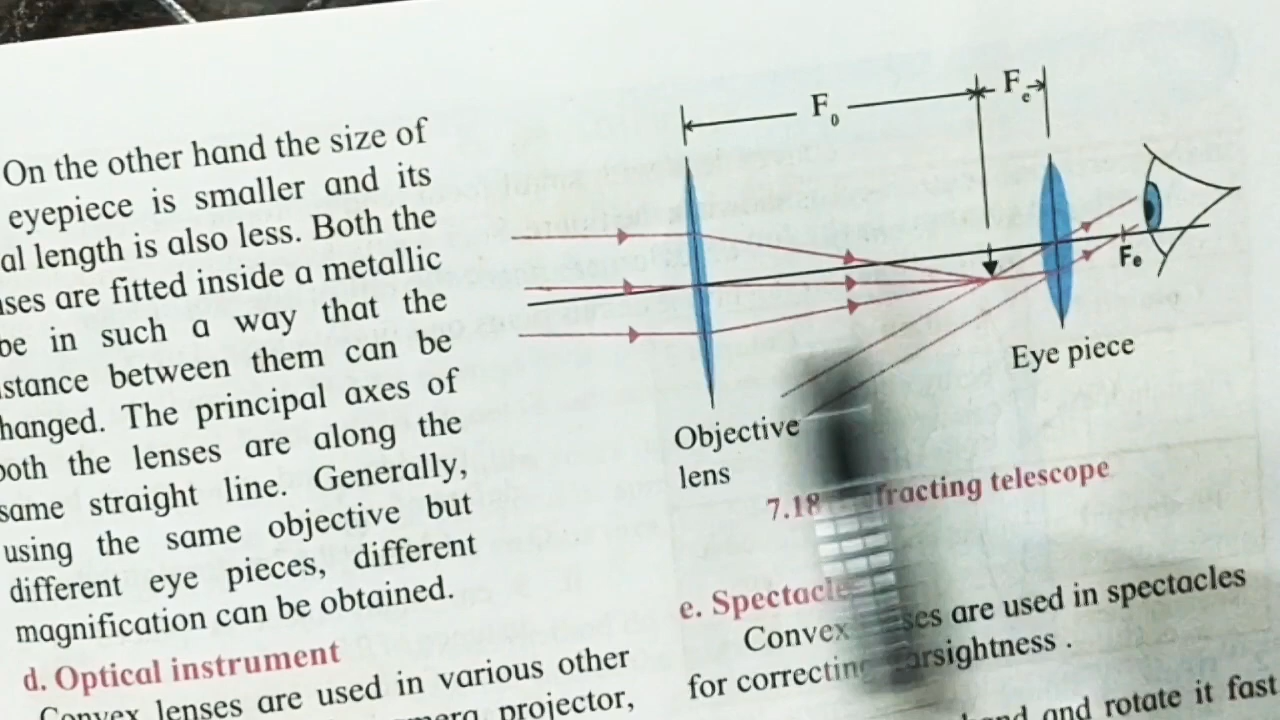 On the other hand the size of
eyepiece is smaller and its
al length is also less. Both the
ses are fitted inside a metallic
be in such a way that the
stance between them can be
hanged. The principal axes of
both the lenses are along the
same straight line. Generally,
using the same objective but
different eye pieces, different
magnification can be obtained.
d. Optical instrument
Convex lenses are used in various other
projector,
F₀
Fₑ
Fₑ
Eye piece
Objective
lens
7.18 fracting telescope
e. Spectacle
Convex ses are used in spectacles
for correcting arsightness .
and rotate it fast